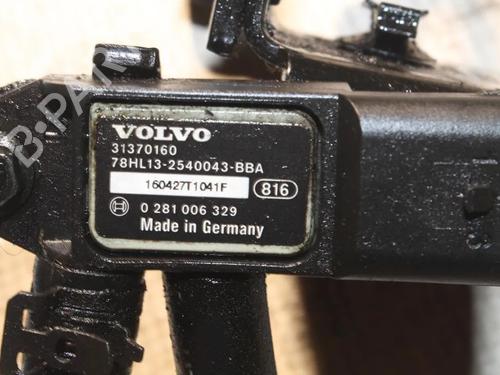 VOLVO
31370160
78HL13-2540043-BBA
160427T1041F 816
0 281 006 329
Made in Germany
B-PARTS